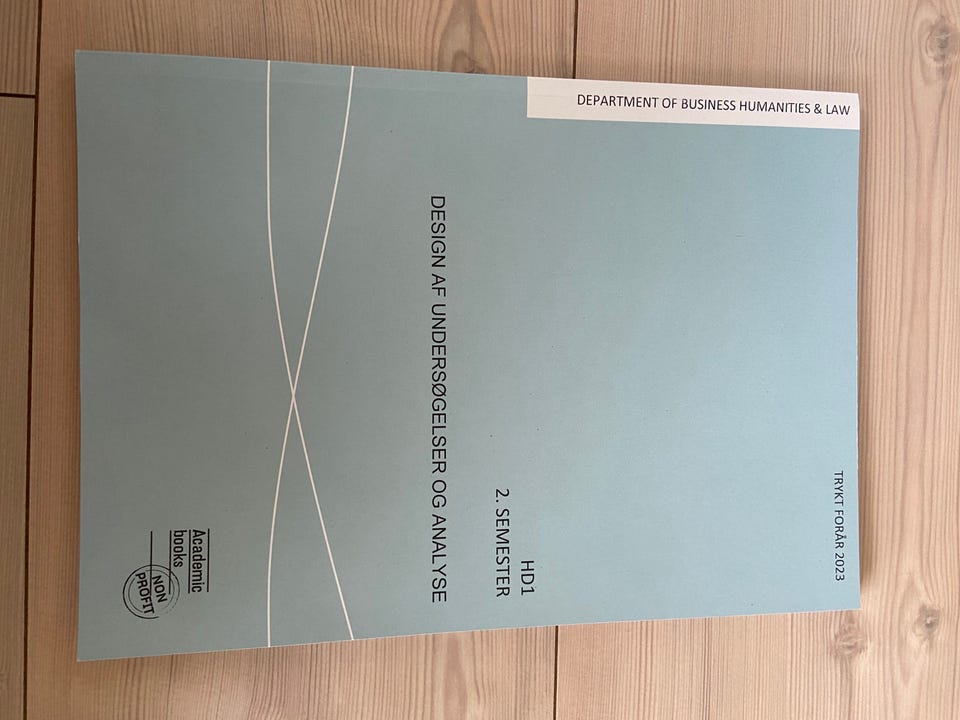 TRYKT FORÅR 2023
DEPARTMENT OF BUSINESS HUMANITIES & LAW
HD1
2. SEMESTER
DESIGN AF UNDERSØGELSER OG ANALYSE
Academic
books
NON
PROFIT